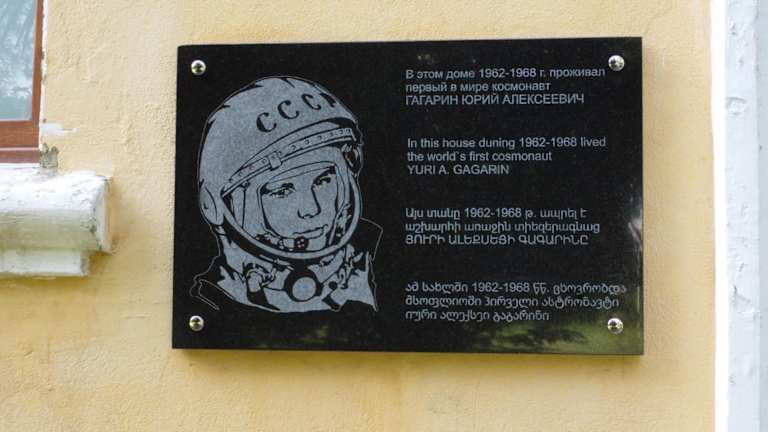 СССР
В этом доме 1962-1968 г. проживал
первый в мире космонавт
ГАГАРИН ЮРИЙ АЛЕКСЕЕВИЧ
In this house duning 1962-1968 lived
the world`s first cosmonaut
YURI A. GAGARIN
Այս տանը 1962-1968 թ. ապրել է
աշխարհի առաջին տիեզերագնաց
ՅՈՒՐԻ ԱԼԵՔՍԵՅԻ ԳԱԳԱՐԻՆԸ
ამ სახლში 1962-1968 წწ. ცხოვრობდა
მსოფლიოში პირველი ასტრონავტი
იური ალექსეი გაგარინი